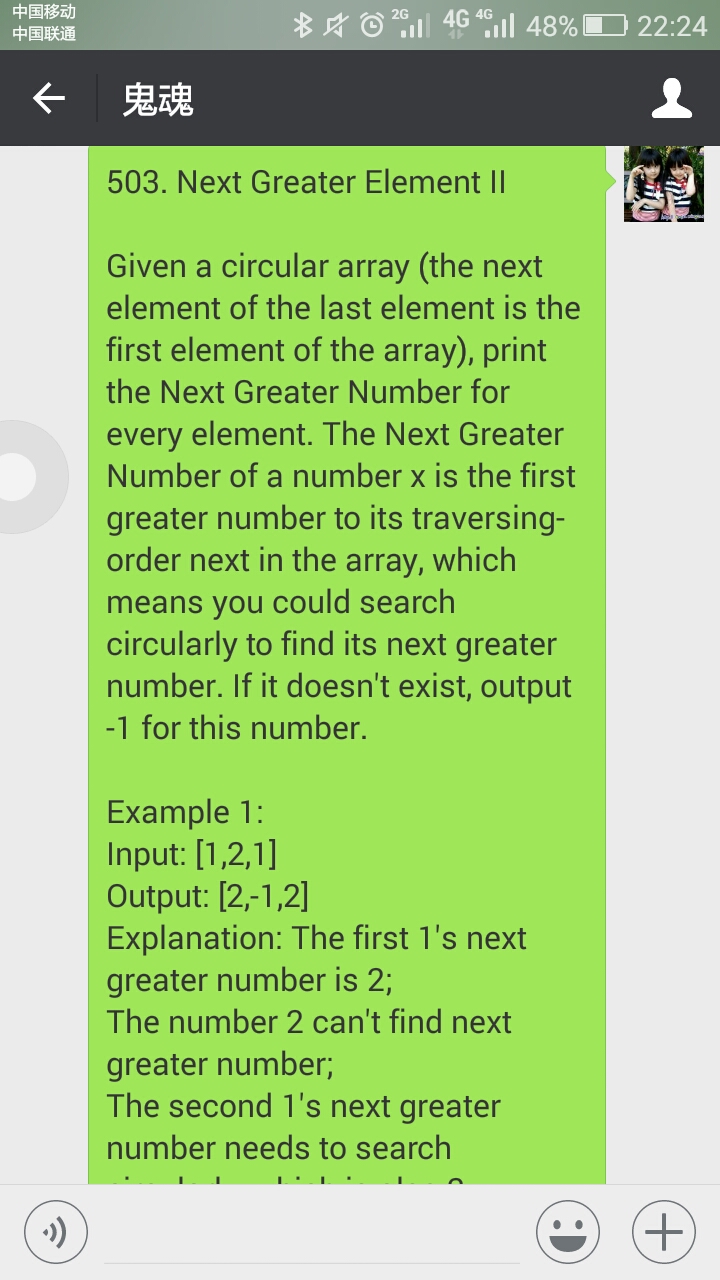 中国移动
中国联通
2G 4G 4G 48% 22:24
鬼魂
503. Next Greater Element II
Given a circular array (the next
element of the last element is the
first element of the array), print
the Next Greater Number for
every element. The Next Greater
Number of a number x is the first
greater number to its traversing-
order next in the array, which
means you could search
circularly to find its next greater
number. If it doesn't exist, output
-1 for this number.
Example 1:
Input: [1,2,1]
Output: [2,-1,2]
Explanation: The first 1's next
greater number is 2;
The number 2 can't find next
greater number;
The second 1's next greater
number needs to search